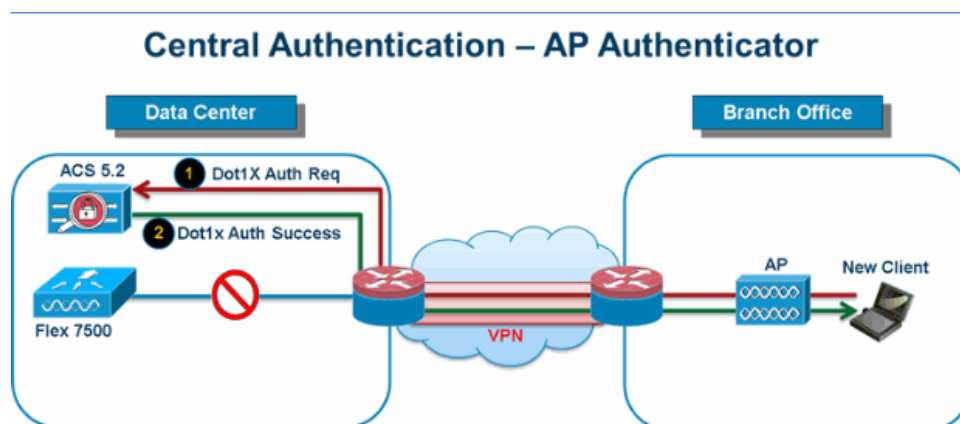 Central Authentication – AP Authenticator
Data Center
Branch Office
ACS 5.2
1 Dot1X Auth Req
2 Dot1x Auth Success
Flex 7500
VPN
AP
New Client